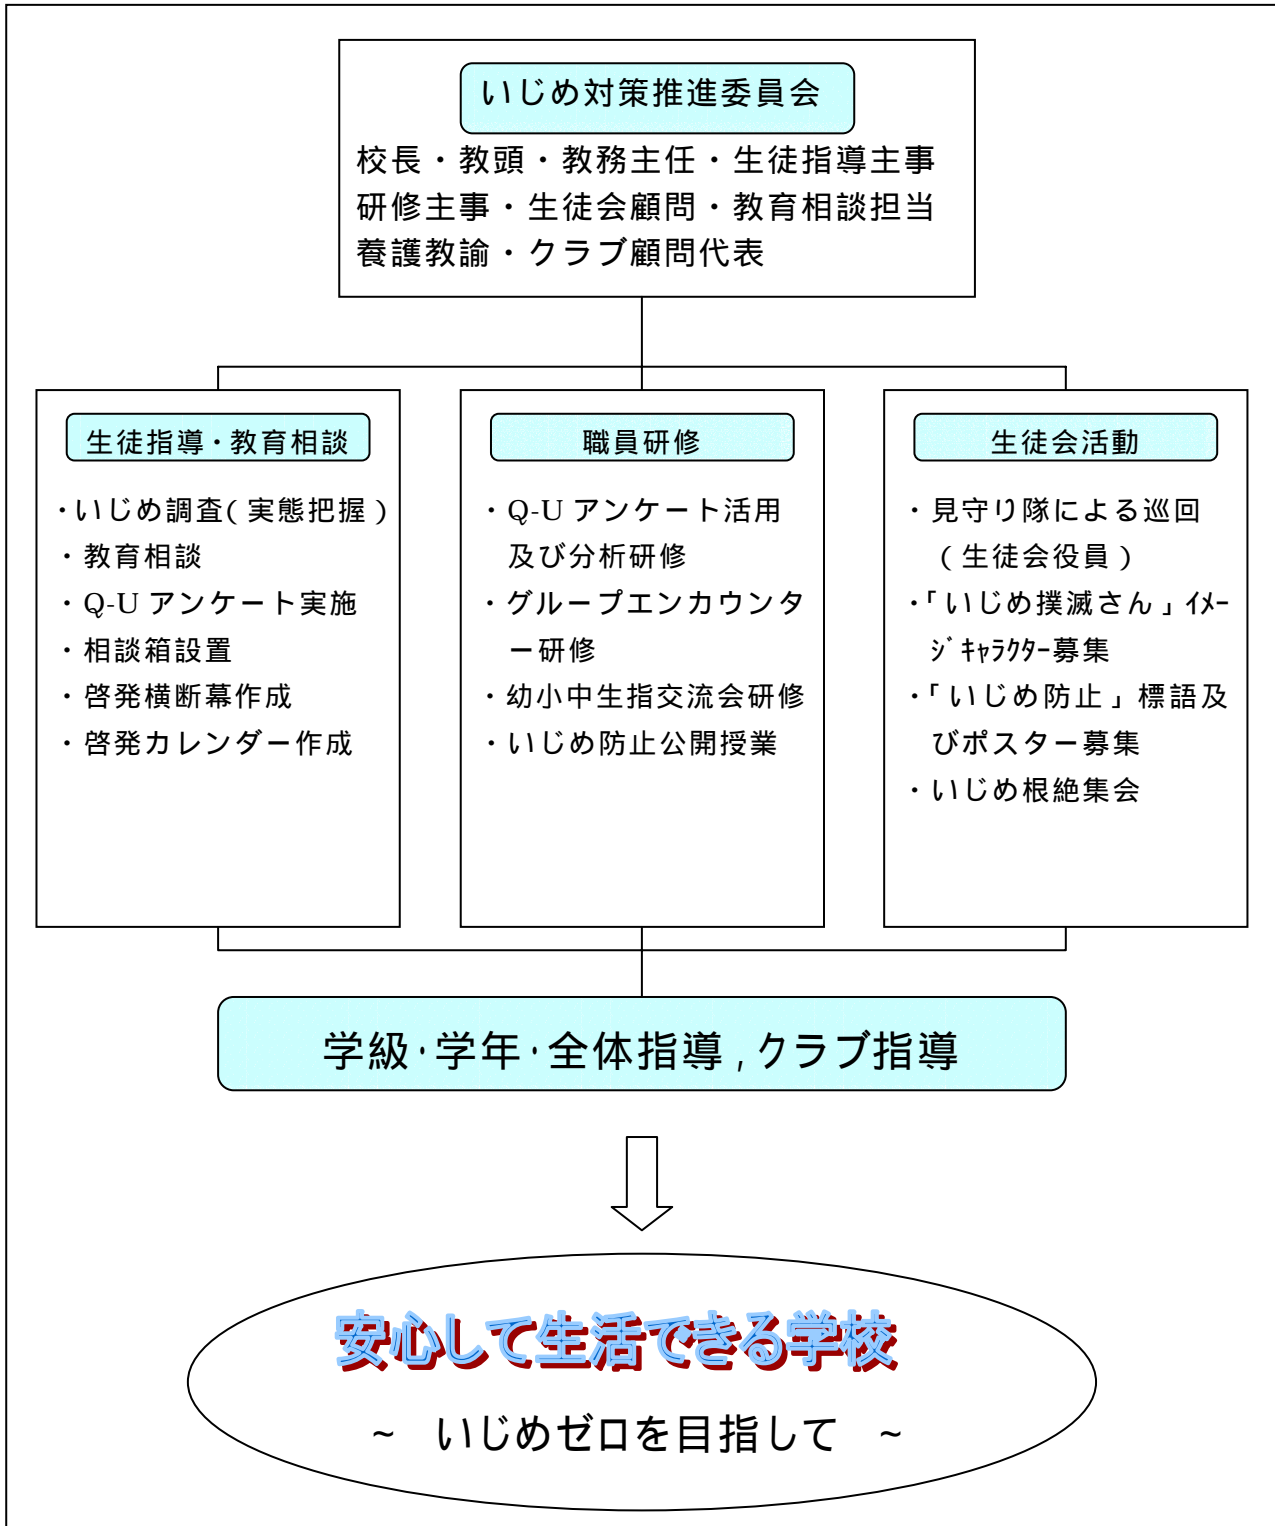 いじめ対策推進委員会
校長・教頭・教務主任・生徒指導主事
研修主事・生徒会顧問・教育相談担当
養護教諭・クラブ顧問代表
生徒指導・教育相談
・いじめ調査(実態把握)
・教育相談
・Q-U アンケート実施
・相談箱設置
・啓発横断幕作成
・啓発カレンダー作成
職員研修
・Q-U アンケート活用
及び分析研修
・グループエンカウンタ
ー研修
・幼小中生指交流会研修
・いじめ防止公開授業
生徒会活動
・見守り隊による巡回
(生徒会役員)
・「いじめ撲滅さん」ｲﾒｰ
ｼﾞｷｬﾗｸﾀｰ募集
・「いじめ防止」標語及
びポスター募集
・いじめ根絶集会
学級・学年・全体指導,クラブ指導
安心して生活できる学校
~ いじめゼロを目指して ~